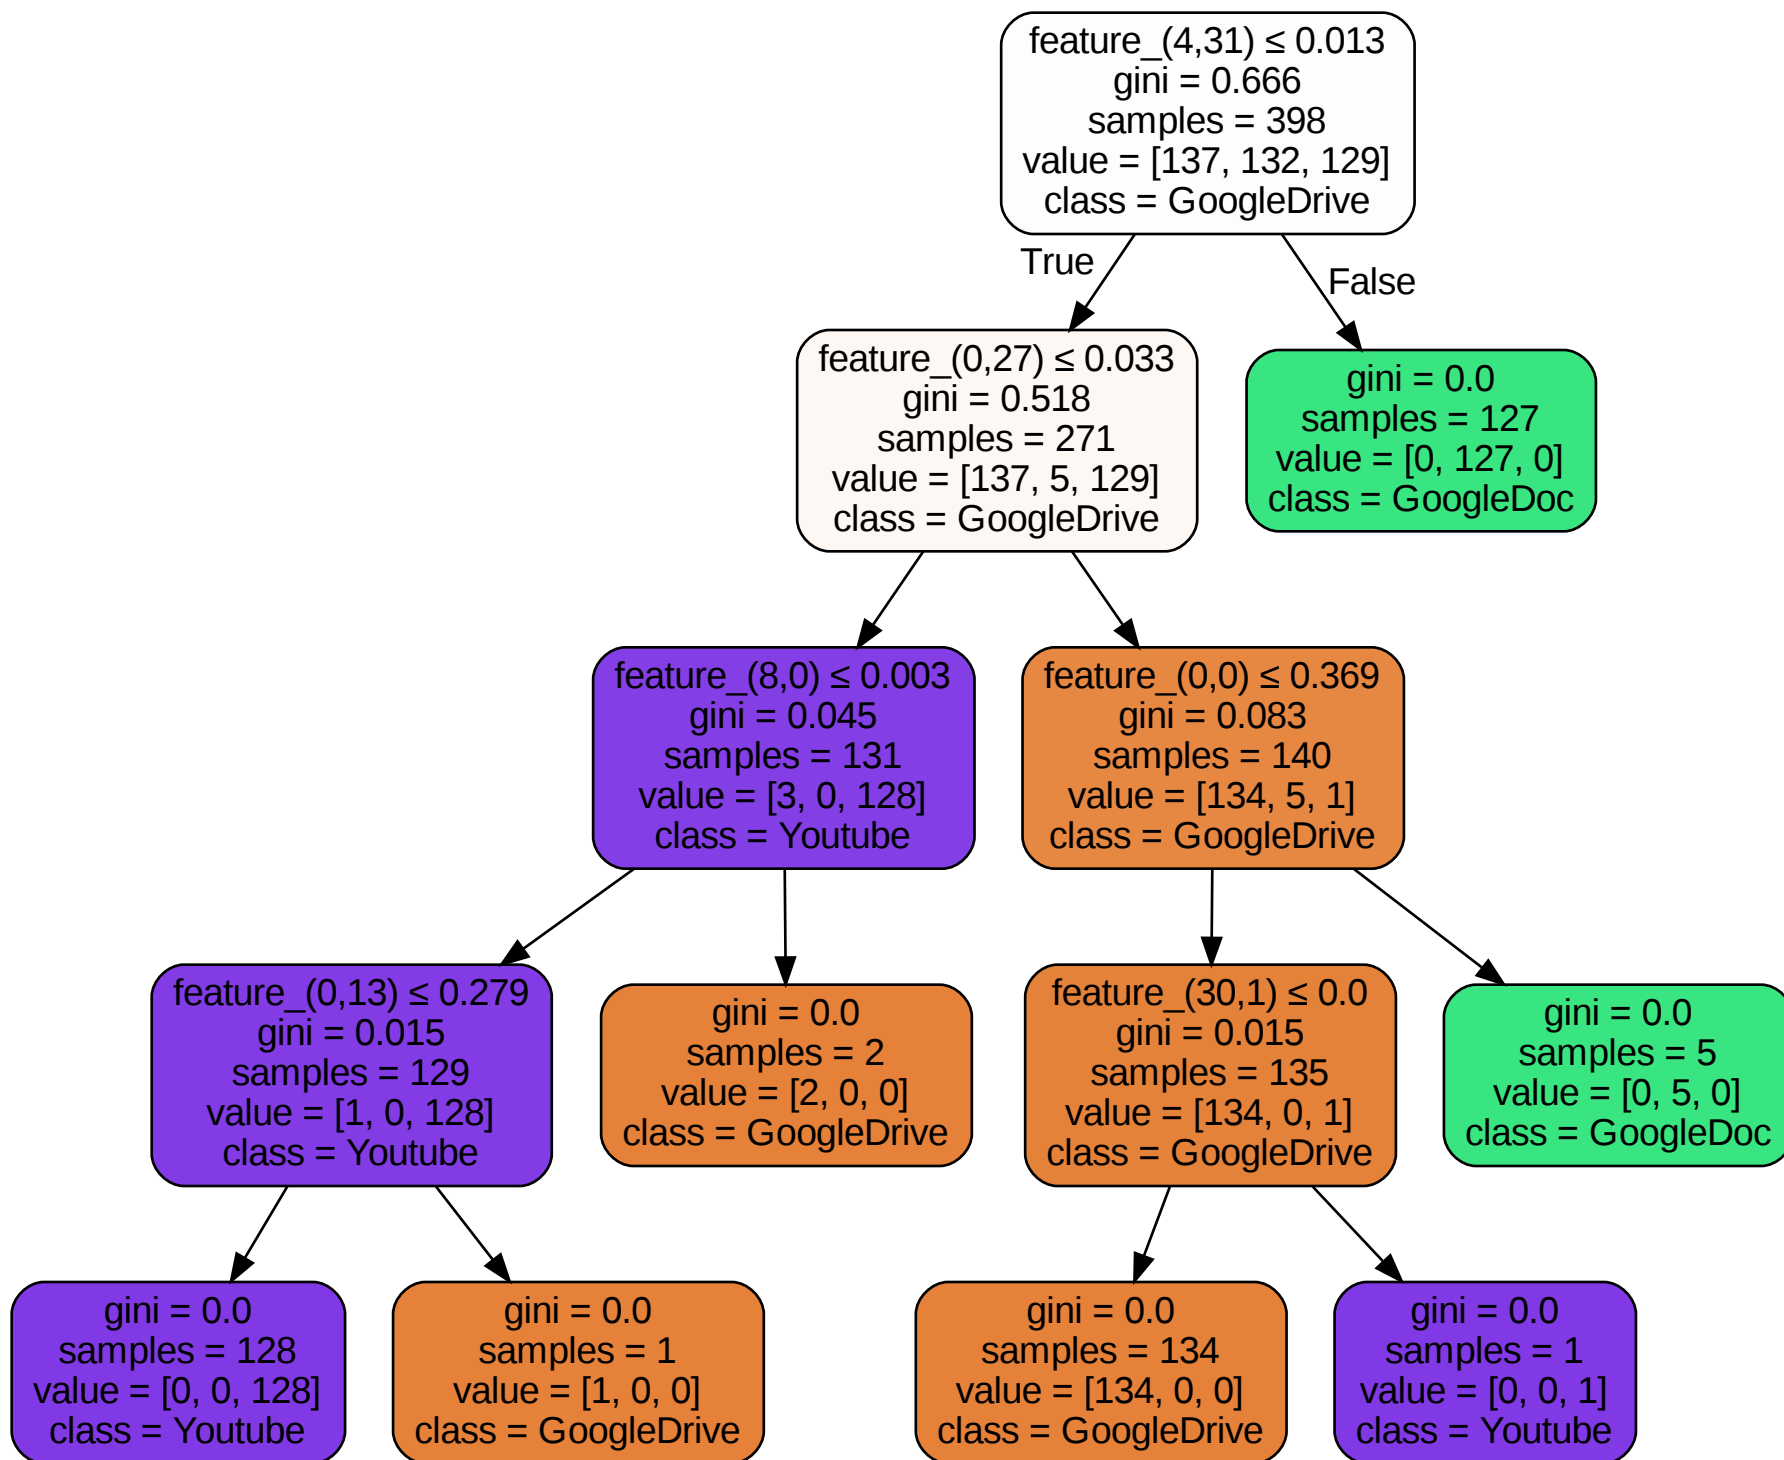 feature_(4,31) ≤ 0.013
gini = 0.666
samples = 398
value = [137, 132, 129]
class = GoogleDrive
True
False
feature_(0,27) ≤ 0.033
gini = 0.518
samples = 271
value = [137, 5, 129]
class = GoogleDrive
gini = 0.0
samples = 127
value = [0, 127, 0]
class = GoogleDoc
feature_(8,0) ≤ 0.003
gini = 0.045
samples = 131
value = [3, 0, 128]
class = Youtube
feature_(0,0) ≤ 0.369
gini = 0.083
samples = 140
value = [134, 5, 1]
class = GoogleDrive
feature_(0,13) ≤ 0.279
gini = 0.015
samples = 129
value = [1, 0, 128]
class = Youtube
gini = 0.0
samples = 2
value = [2, 0, 0]
class = GoogleDrive
feature_(30,1) ≤ 0.0
gini = 0.015
samples = 135
value = [134, 0, 1]
class = GoogleDrive
gini = 0.0
samples = 5
value = [0, 5, 0]
class = GoogleDoc
gini = 0.0
samples = 128
value = [0, 0, 128]
class = Youtube
gini = 0.0
samples = 1
value = [1, 0, 0]
class = GoogleDrive
gini = 0.0
samples = 134
value = [134, 0, 0]
class = GoogleDrive
gini = 0.0
samples = 1
value = [0, 0, 1]
class = Youtube